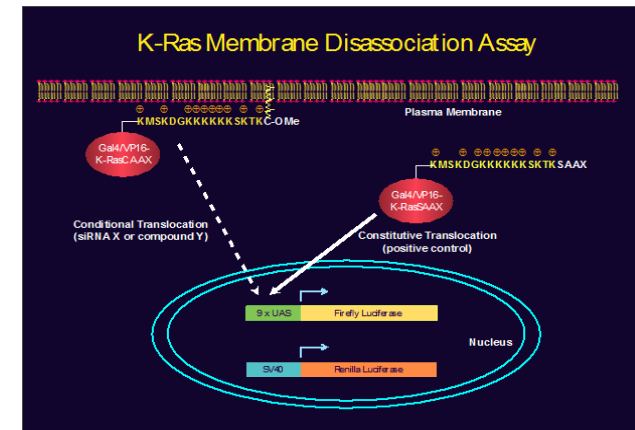 K-Ras Membrane Disassociation Assay
KMSKDGKKKKKKSKTKC-OMe
Plasma Membrane
Gal4/VP16-
K-RasCAAX
KMSKDGKKKKKKSKTKSAAX
Gal4/VP16-
K-RasSAAX
Conditional Translocation
(siRNA X or compound Y)
Constitutive Translocation
(positive control)
9 x UAS
Firefly Luciferase
Nucleus
SV40
Renilla Luciferase